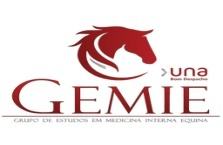 una
Bom Despacho
GEMIE
GRUPO DE ESTUDOS EM MEDICINA INTERNA EQUINA